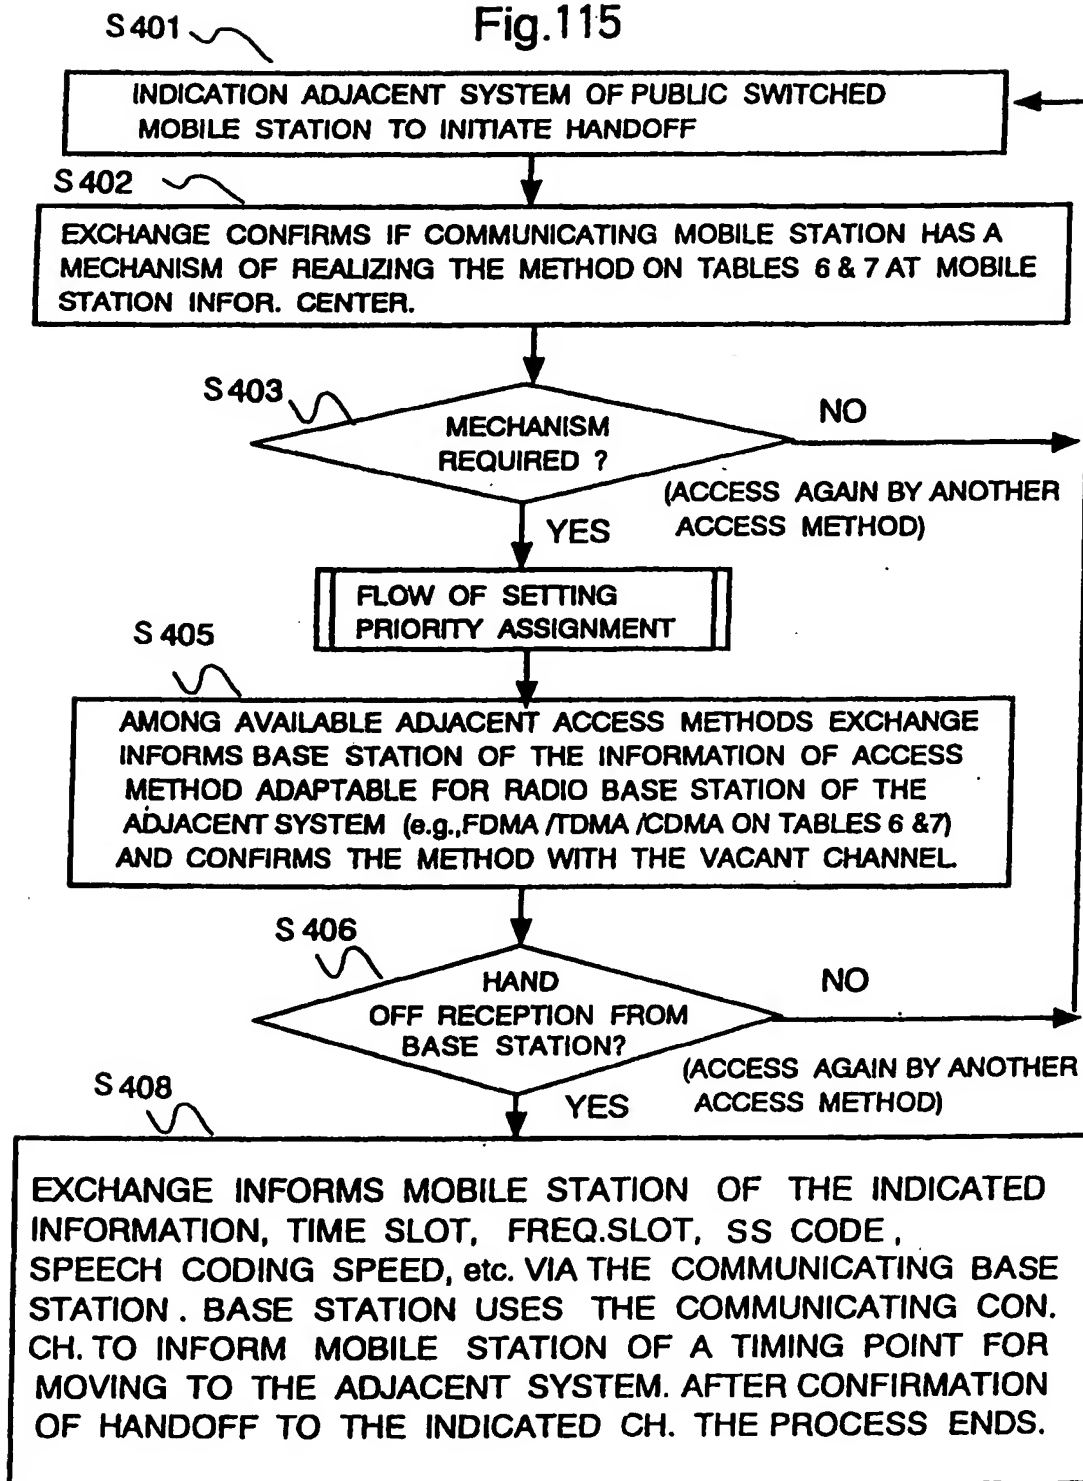 Fig.115
S401
INDICATION ADJACENT SYSTEM OF PUBLIC SWITCHED
MOBILE STATION TO INITIATE HANDOFF
S402
EXCHANGE CONFIRMS IF COMMUNICATING MOBILE STATION HAS A
MECHANISM OF REALIZING THE METHOD ON TABLES 6 & 7 AT MOBILE
STATION INFOR. CENTER.
S403
MECHANISM
REQUIRED ?
NO
(ACCESS AGAIN BY ANOTHER
ACCESS METHOD)
YES
FLOW OF SETTING
PRIORITY ASSIGNMENT
S405
AMONG AVAILABLE ADJACENT ACCESS METHODS EXCHANGE
INFORMS BASE STATION OF THE INFORMATION OF ACCESS
METHOD ADAPTABLE FOR RADIO BASE STATION OF THE
ADJACENT SYSTEM (e.g.,FDMA /TDMA /CDMA ON TABLES 6 &7)
AND CONFIRMS THE METHOD WITH THE VACANT CHANNEL
S406
HAND
OFF RECEPTION FROM
BASE STATION?
NO
(ACCESS AGAIN BY ANOTHER
ACCESS METHOD)
YES
S408
EXCHANGE INFORMS MOBILE STATION OF THE INDICATED
INFORMATION, TIME SLOT, FREQ.SLOT, SS CODE,
SPEECH CODING SPEED, etc. VIA THE COMMUNICATING BASE
STATION. BASE STATION USES THE COMMUNICATING CON.
CH. TO INFORM MOBILE STATION OF A TIMING POINT FOR
MOVING TO THE ADJACENT SYSTEM. AFTER CONFIRMATION
OF HANDOFF TO THE INDICATED CH. THE PROCESS ENDS.